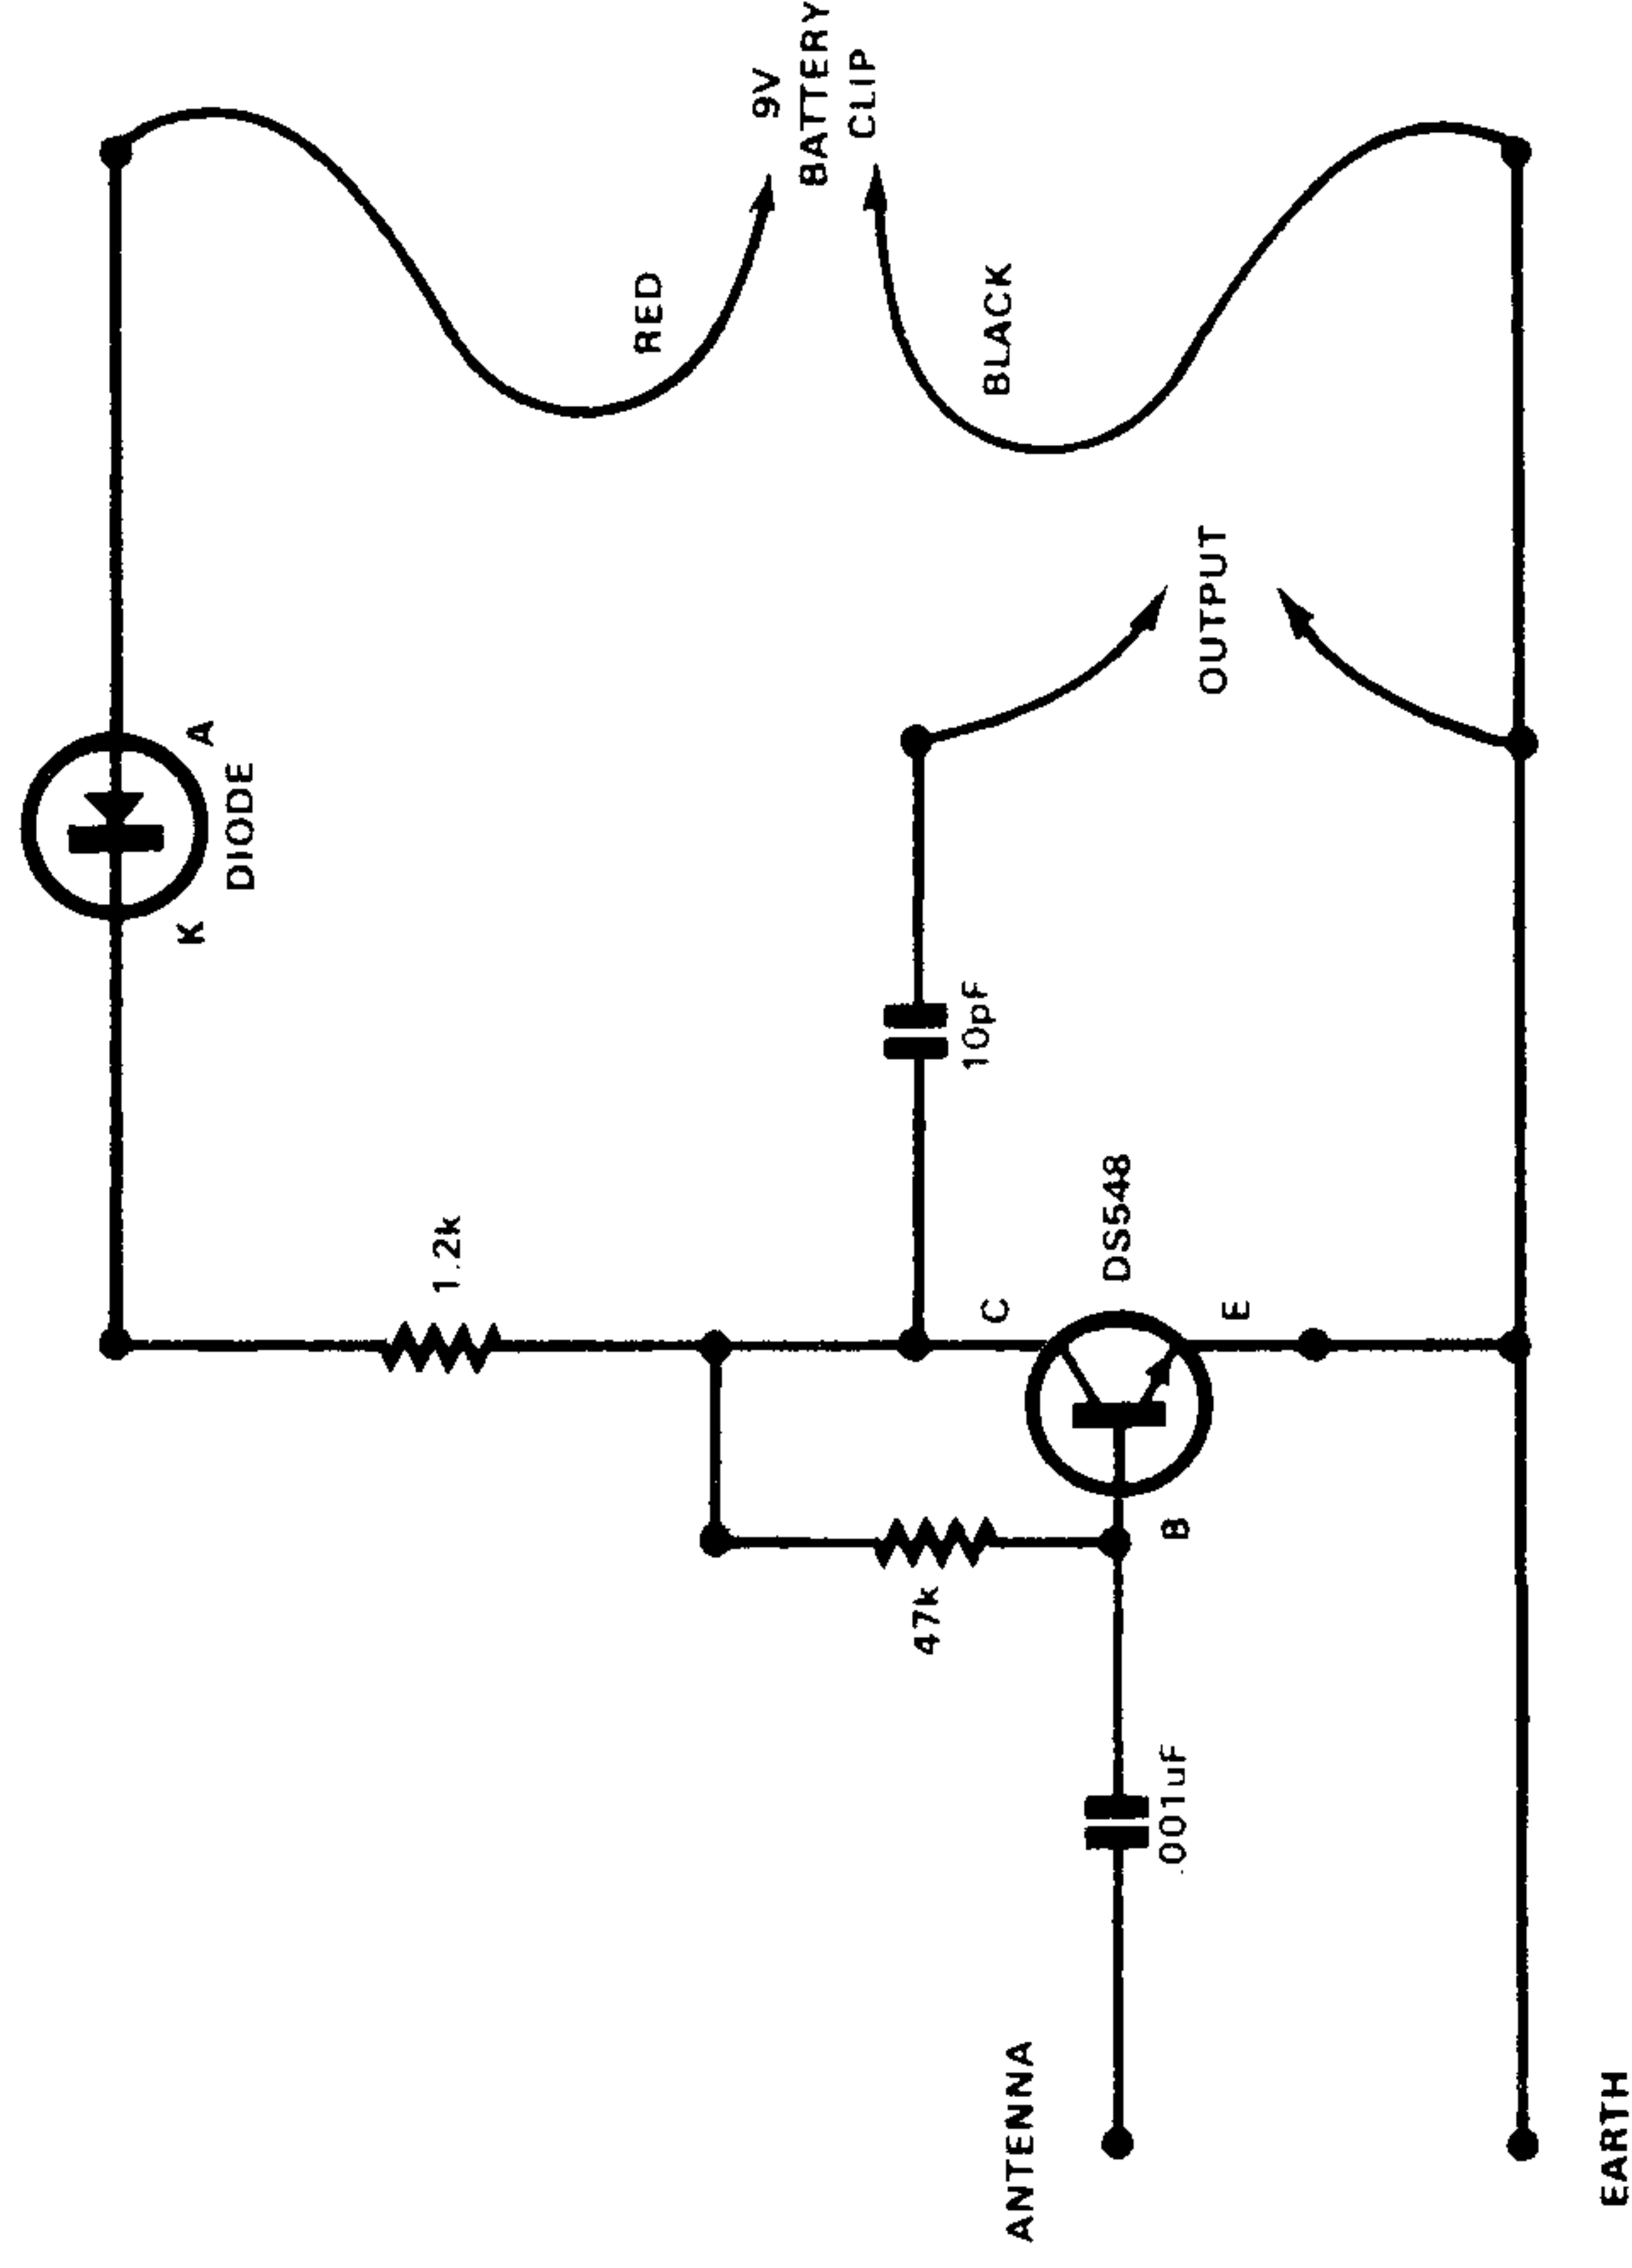 A
DIODE
K
RED
9V
BATTERY
CLIP
BLACK
OUTPUT
1.2k
10pF
C
DS548
E
47k
B
.001uF
ANTENNA
EARTH